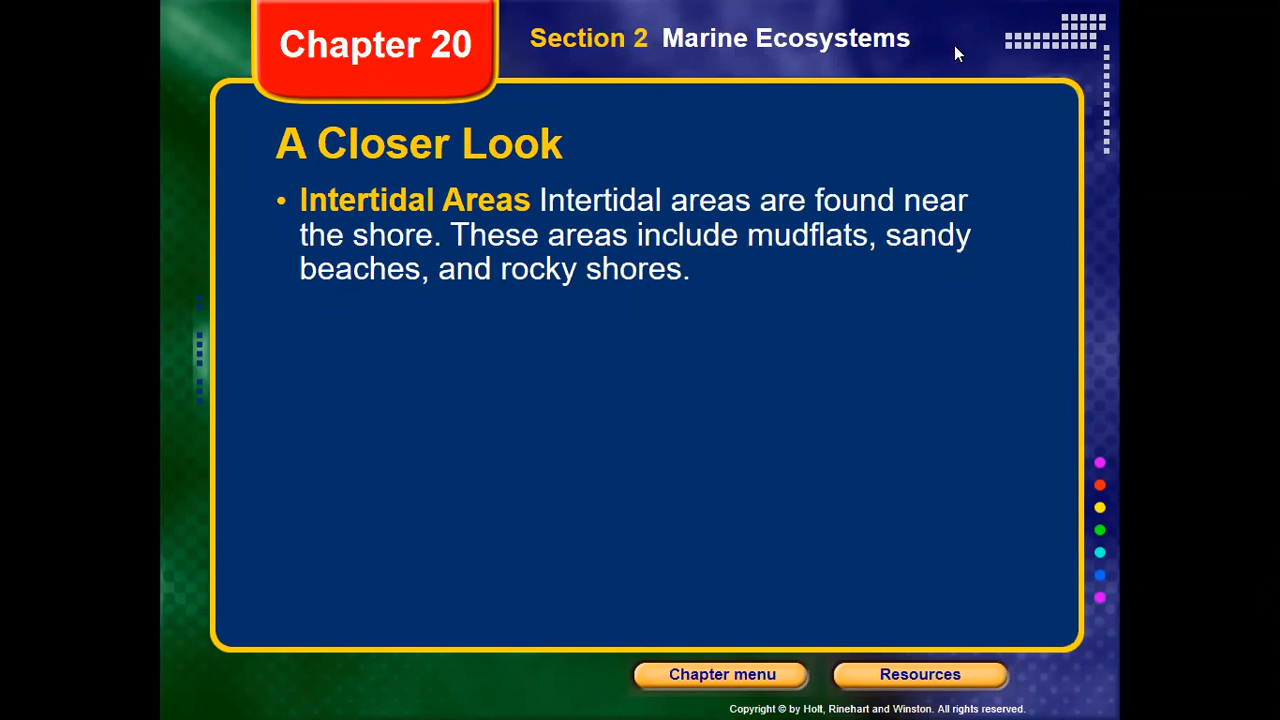 Chapter 20
Section 2 Marine Ecosystems
A Closer Look
• Intertidal Areas Intertidal areas are found near
the shore. These areas include mudflats, sandy
beaches, and rocky shores.
Chapter menu
Resources
Copyright © by Holt, Rinehart and Winston. All rights reserved.